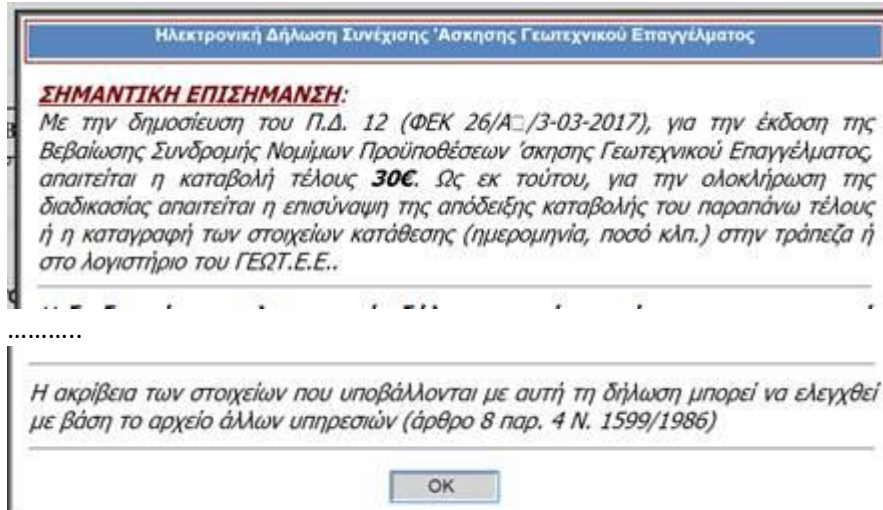 Ηλεκτρονική Δήλωση Συνέχισης 'Ασκησης Γεωτεχνικού Επαγγέλματος
ΣΗΜΑΝΤΙΚΗ ΕΠΙΣΗΜΑΝΣΗ:
Με την δημοσίευση του Π.Δ. 12 (ΦΕΚ 26/Α□/3-03-2017), για την έκδοση της
Βεβαίωσης Συνδρομής Νομίμων Προϋποθέσεων 'σκησης Γεωτεχνικού Επαγγέλματος,
απαιτείται η καταβολή τέλους 30€. Ως εκ τούτου, για την ολοκλήρωση της
διαδικασίας απαιτείται η επισύναψη της απόδειξης καταβολής του παραπάνω τέλους
ή η καταγραφή των στοιχείων κατάθεσης (ημερομηνία, ποσό κλπ.) στην τράπεζα ή
στο λογιστήριο του ΓΕΩΤ.Ε.Ε..
...........
Η ακρίβεια των στοιχείων που υποβάλλονται με αυτή τη δήλωση μπορεί να ελεγχθεί
με βάση το αρχείο άλλων υπηρεσιών (άρθρο 8 παρ. 4 Ν. 1599/1986)
OK